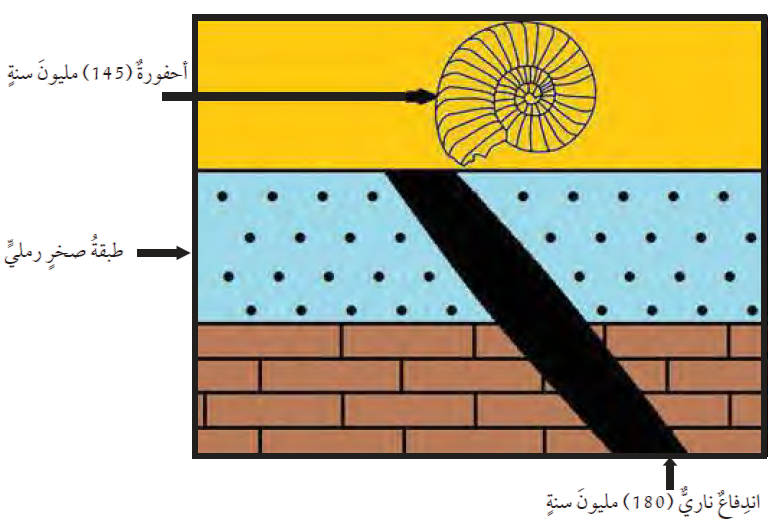 أحفورةٌ (145) مليونَ سنةٍ
طبقةُ صخرٍ رمليٍّ
اندِفاعٌ ناريٌّ (180) مليونَ سنةٍ